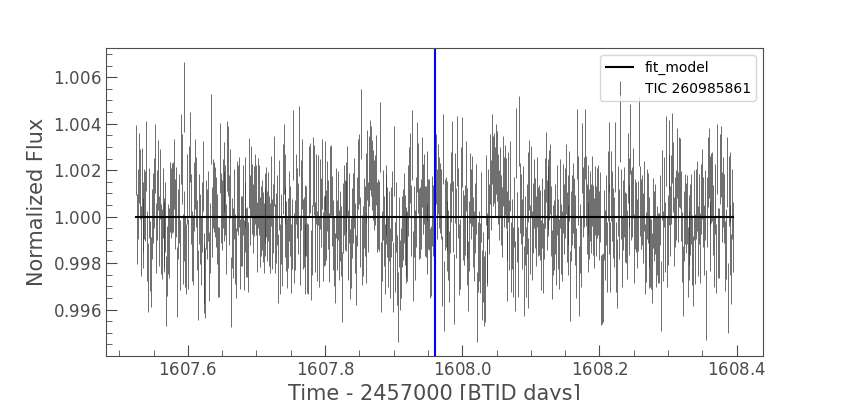 fit_model
TIC 260985861
1.006
1.004
1.002
1.000
0.998
0.996
Normalized Flux
1607.6
1607.8
1608.0
1608.2
1608.4
Time - 2457000 [BTJD days]